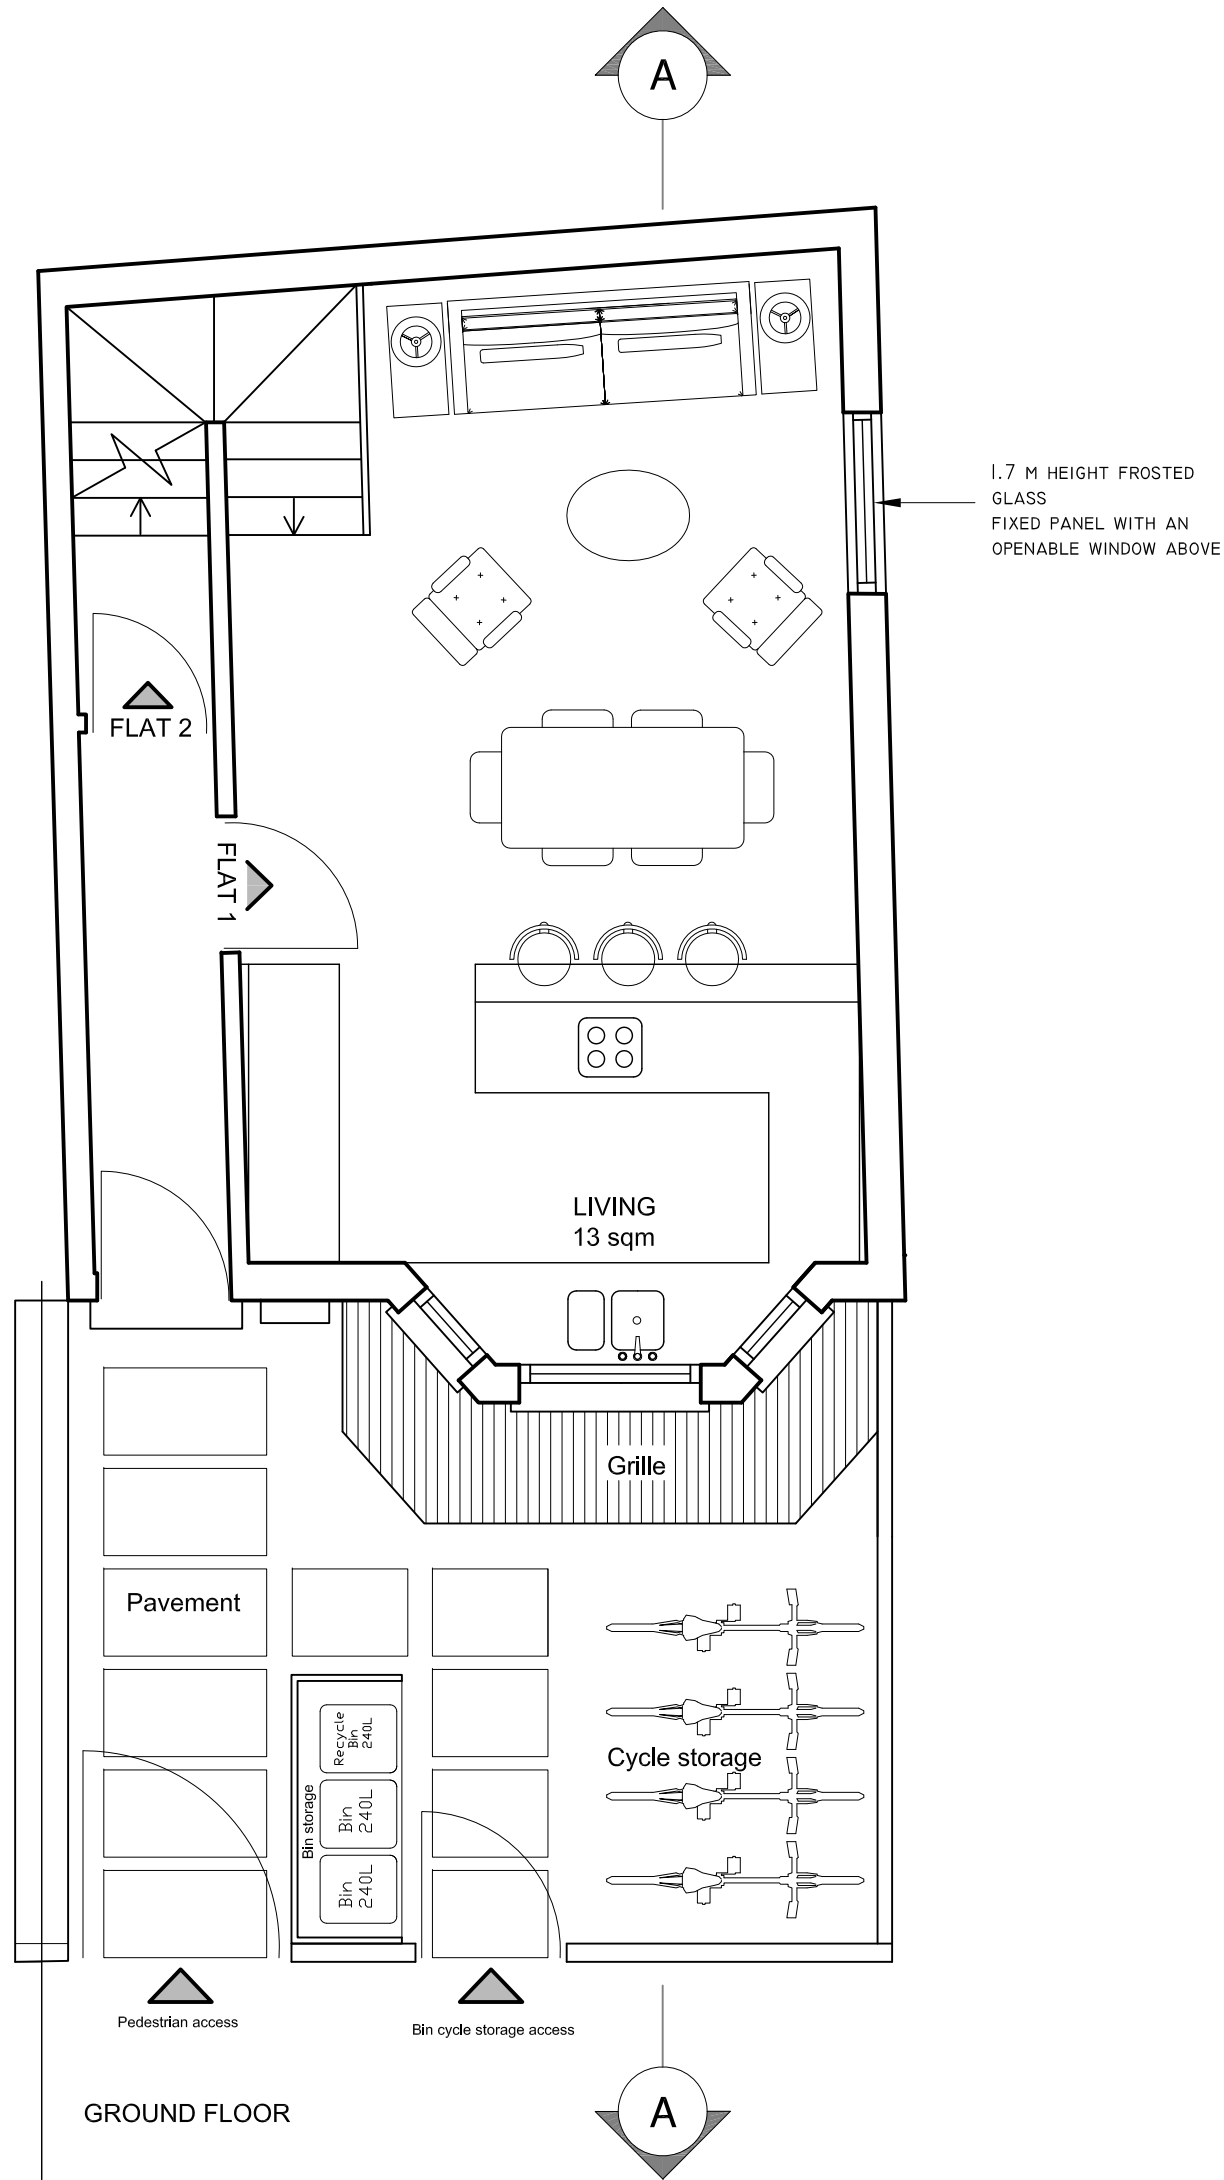 A
1.7 M HEIGHT FROSTED
GLASS
FIXED PANEL WITH AN
OPENABLE WINDOW ABOVE
FLAT 2
FLAT 1
LIVING
13 sqm
Grille
Pavement
Recycle
Bin
240L
Cycle storage
Bin storage
Bin
240L
Bin
240L
Pedestrian access
Bin cycle storage access
GROUND FLOOR
A